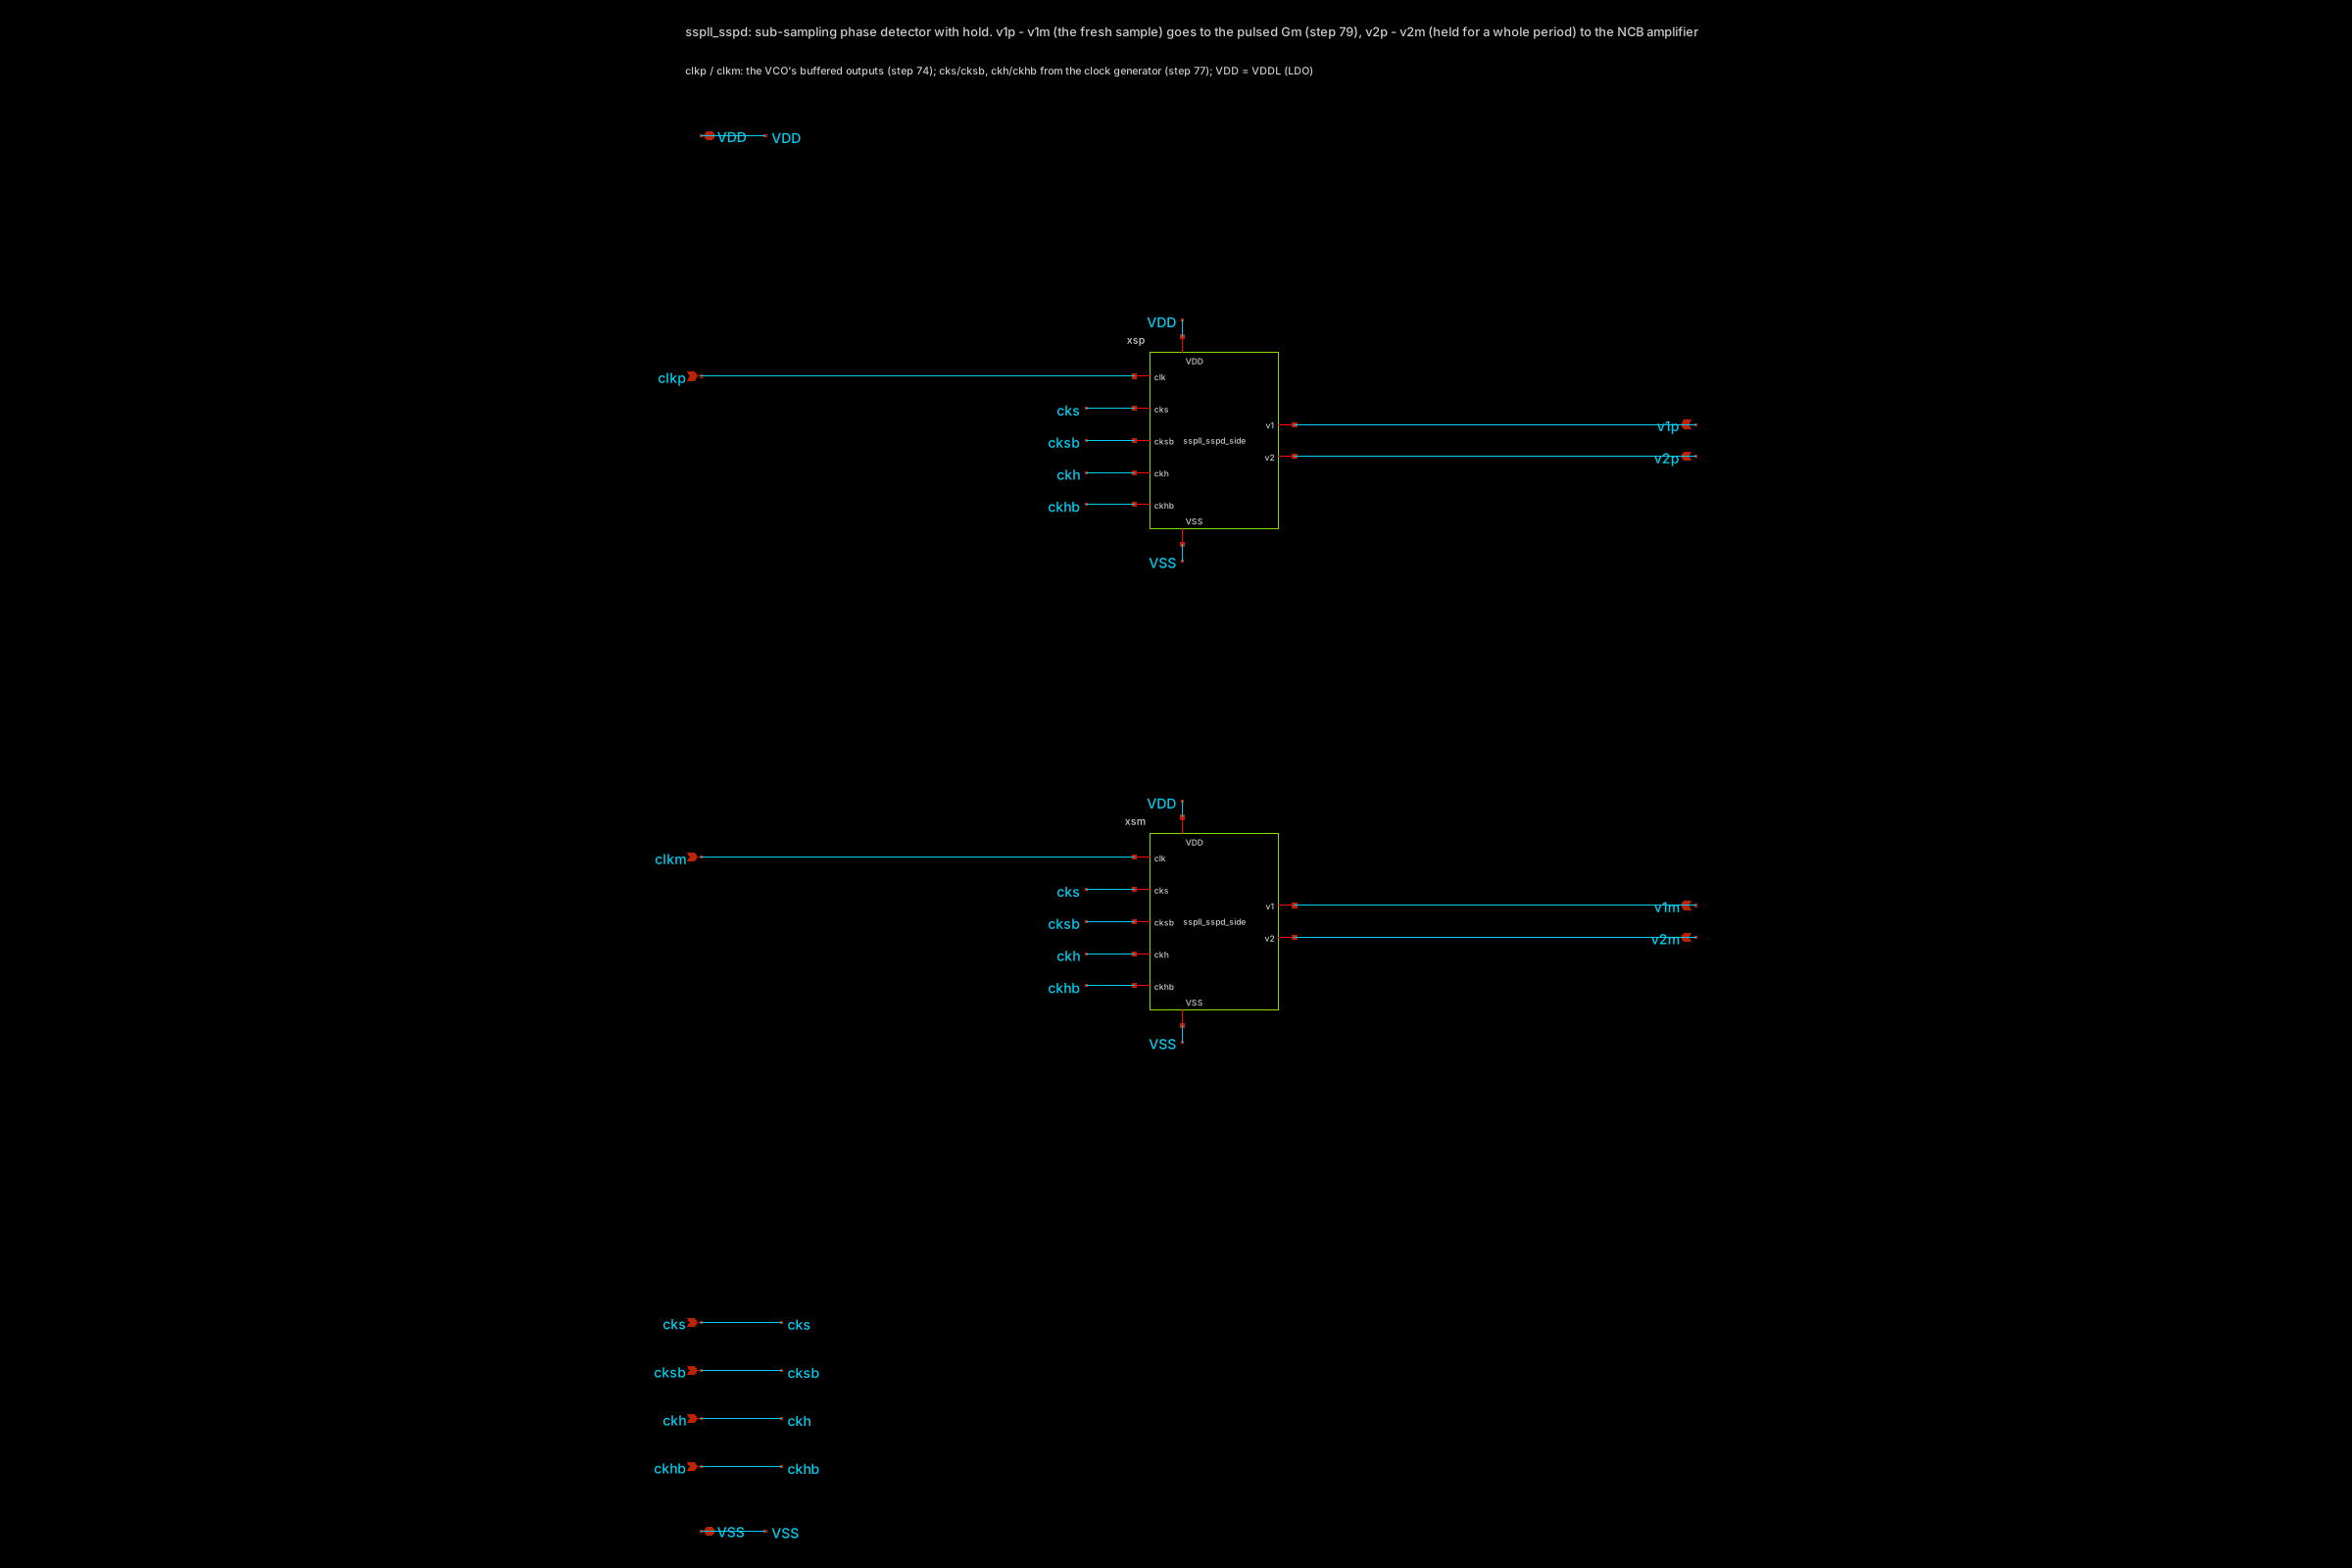 sspll_sspd: sub-sampling phase detector with hold. v1p - v1m (the fresh sample) goes to the pulsed Gm (step 79), v2p - v2m (held for a whole period) to the NCB amplifier
clkp / clkm: the VCO's buffered outputs (step 74); cks/cksb, ckh/ckhb from the clock generator (step 77); VDD = VDDL (LDO)
VDD VDD
VDD
xsp
VDD
clkp clk
cks cks
v1 v1p
cksb cksb sspll_sspd_side
v2 v2p
ckh ckh
ckhb ckhb
VSS
VSS
VDD
xsm
VDD
clkm clk
cks cks
v1 v1m
cksb cksb sspll_sspd_side
v2 v2m
ckh ckh
ckhb ckhb
VSS
VSS
cks cks
cksb cksb
ckh ckh
ckhb ckhb
VSS VSS